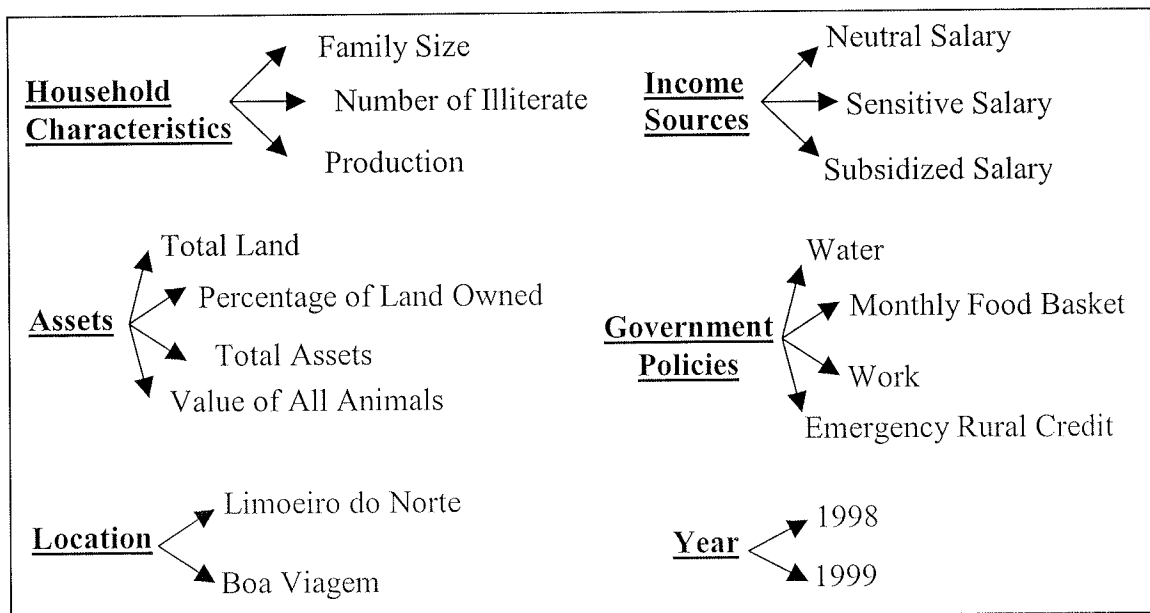 Household
Characteristics
Family Size
Number of Illiterate
Production
Income
Sources
Neutral Salary
Sensitive Salary
Subsidized Salary
Assets
Total Land
Percentage of Land Owned
Total Assets
Value of All Animals
Government
Policies
Water
Monthly Food Basket
Work
Emergency Rural Credit
Location
Limoeiro do Norte
Boa Viagem
Year
1998
1999